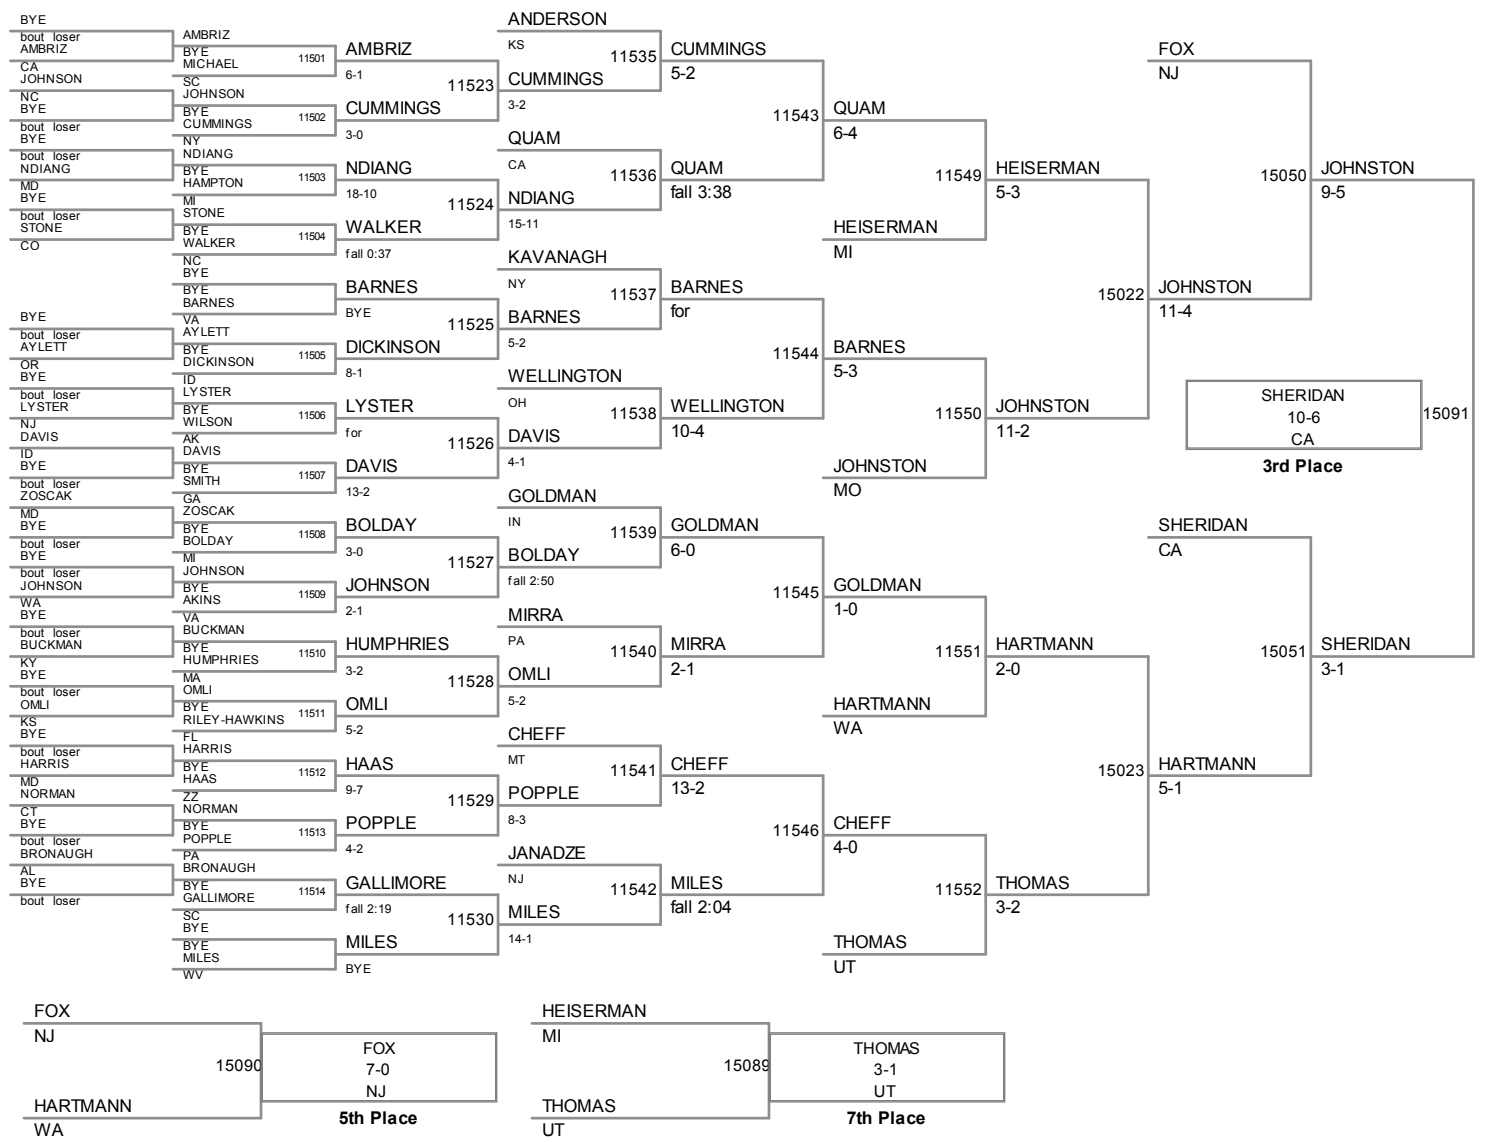 BYE
bout loser
AMBRIZ
CA
JOHNSON
NC
BYE
bout loser
BYE
bout loser
NDIANG
MD
BYE
bout loser
STONE
CO
BYE
bout loser
AYLETT
OR
BYE
bout loser
LYSTER
NJ
DAVIS
ID
BYE
bout loser
ZOSCAK
MD
BYE
bout loser
BYE
bout loser
JOHNSON
WA
BYE
bout loser
BUCKMAN
KY
BYE
bout loser
OMLI
KS
BYE
bout loser
HARRIS
MD
NORMAN
CT
BYE
bout loser
BRONAUGH
AL
BYE
bout loser
AMBRIZ
BYE
MICHAEL
11501
SC
JOHNSON
BYE
CUMMINGS
11502
NY
NDIANG
BYE
HAMPTON
11503
MI
STONE
BYE
WALKER
11504
NC
BYE
BYE
BARNES
VA
AYLETT
BYE
DICKINSON
11505
ID
LYSTER
BYE
WILSON
11506
AK
DAVIS
BYE
SMITH
11507
GA
ZOSCAK
BYE
BOLDAY
11508
MI
JOHNSON
BYE
AKINS
11509
VA
BUCKMAN
BYE
HUMPHRIES
11510
MA
OMLI
BYE
RILEY-HAWKINS
11511
FL
HARRIS
BYE
HAAS
11512
ZZ
NORMAN
BYE
POPPLE
11513
PA
BRONAUGH
BYE
GALLIMORE
11514
SC
BYE
BYE
MILES
WV
AMBRIZ
6-1
11523
CUMMINGS
3-0
NDIANG
18-10
11524
WALKER
fall 0:37
BARNES
BYE
11525
DICKINSON
8-1
LYSTER
for
11526
DAVIS
13-2
BOLDAY
3-0
11527
JOHNSON
2-1
HUMPHRIES
3-2
11528
OMLI
5-2
HAAS
9-7
11529
POPPLE
4-2
GALLIMORE
fall 2:19
11530
MILES
BYE
ANDERSON
KS
11535
CUMMINGS
3-2
QUAM
CA
11536
NDIANG
15-11
KAVANAGH
NY
11537
BARNES
5-2
WELLINGTON
OH
11538
DAVIS
4-1
GOLDMAN
IN
11539
BOLDAY
fall 2:50
MIRRA
PA
11540
OMLI
5-2
CHEFF
MT
11541
POPPLE
8-3
JANADZE
NJ
11542
MILES
14-1
CUMMINGS
5-2
11543
QUAM
fall 3:38
BARNES
for
11544
WELLINGTON
10-4
GOLDMAN
6-0
11545
MIRRA
2-1
CHEFF
13-2
11546
MILES
fall 2:04
QUAM
6-4
11549
HEISERMAN
MI
BARNES
5-3
11550
JOHNSTON
MO
GOLDMAN
1-0
11551
HARTMANN
WA
CHEFF
4-0
11552
THOMAS
UT
HEISERMAN
5-3
15022
JOHNSTON
11-2
HARTMANN
2-0
15023
THOMAS
3-2
FOX
NJ
15050
JOHNSTON
11-4
SHERIDAN
CA
15051
HARTMANN
5-1
JOHNSTON
9-5
SHERIDAN
10-6
CA
15091
3rd Place
SHERIDAN
3-1
FOX
NJ
15090
HARTMANN
WA
FOX
7-0
NJ
5th Place
HEISERMAN
MI
15089
THOMAS
UT
THOMAS
3-1
UT
7th Place